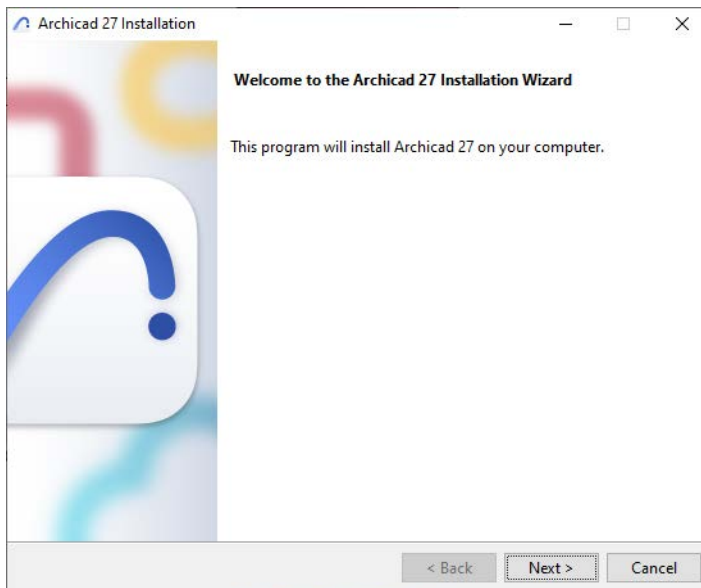 Archicad 27 Installation
Welcome to the Archicad 27 Installation Wizard
This program will install Archicad 27 on your computer.
< Back
Next >
Cancel